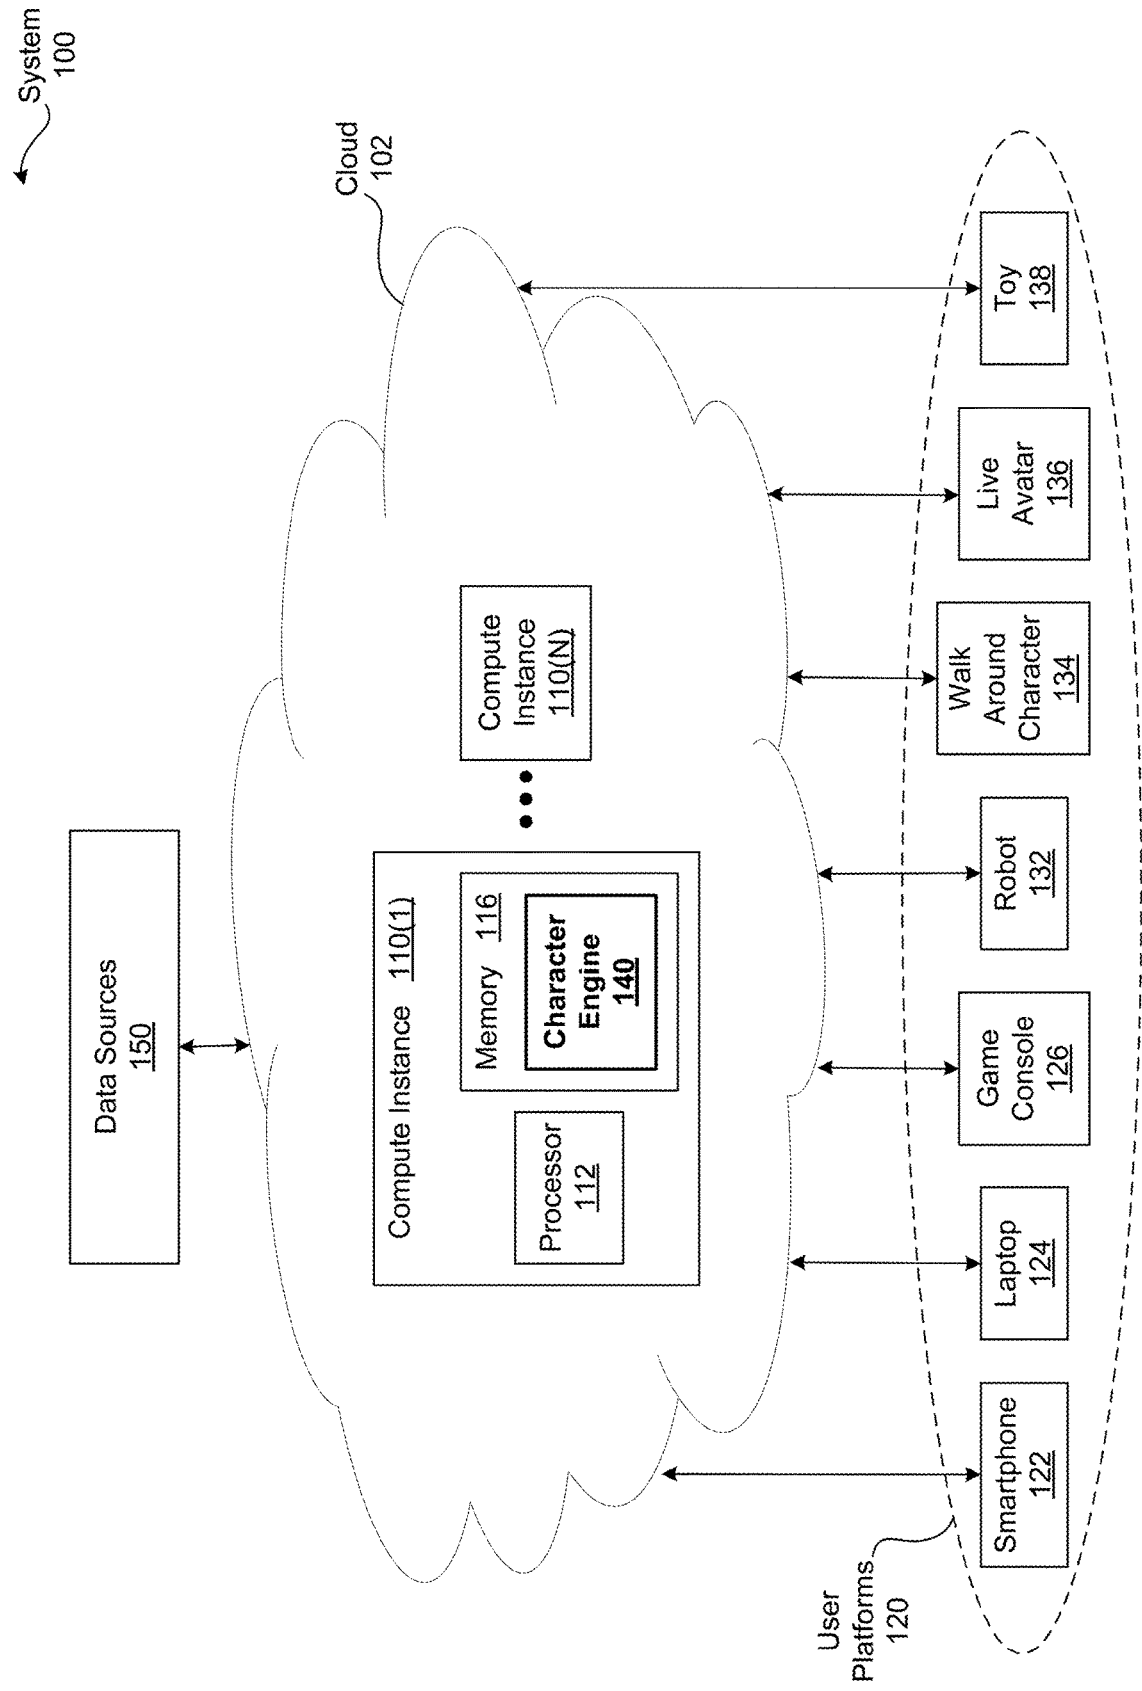 System
100
Cloud
102
Data Sources
150
Compute Instance 110(1)
Processor
112
Memory 116
Character
Engine
140
Compute
Instance
110(N)
User
Platforms
120
Smartphone
122
Laptop
124
Game
Console
126
Robot
132
Walk
Around
Character
134
Live
Avatar
136
Toy
138